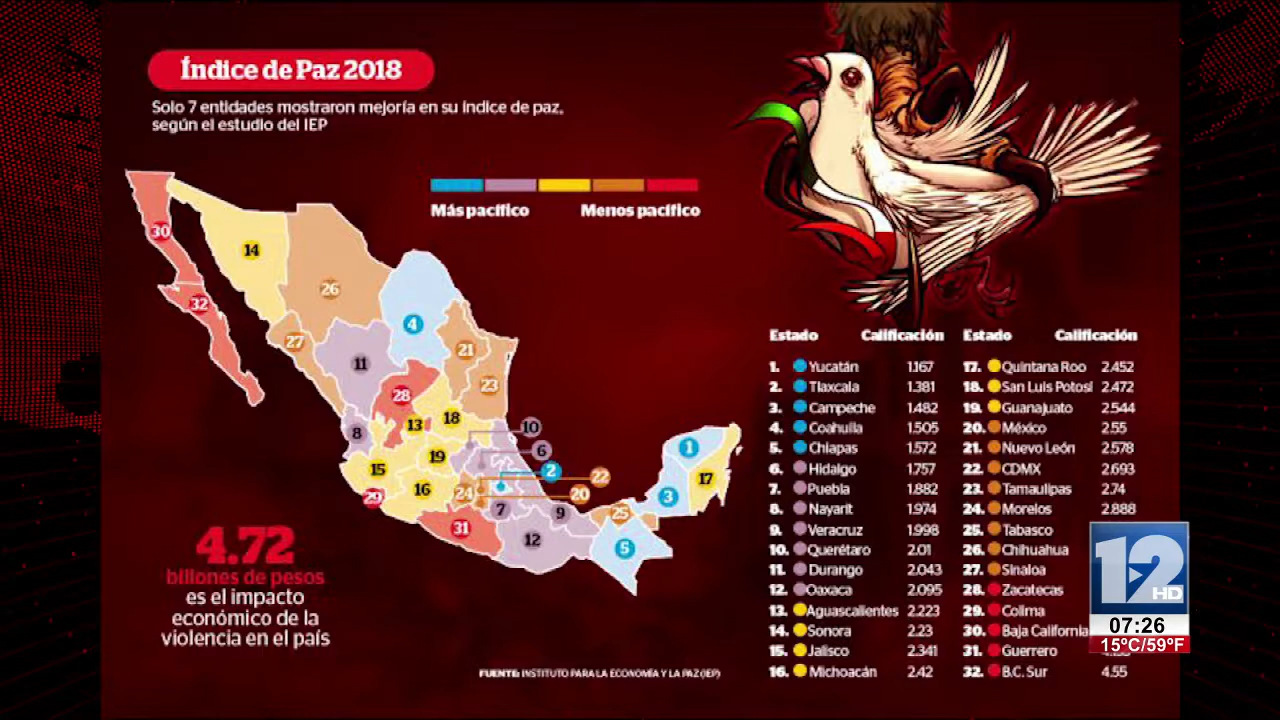 Índice de Paz 2018
Solo 7 entidades mostraron mejoría en su índice de paz,
según el estudio del IEP
Más pacífico Menos pacífico
30
14
26
32
4
27
21
11
23
28
18
13
8
10
19
6
15
1
2
22
17
16
24
20
29
3
7
9
25
31
12
5
4.72
billones de pesos
es el impacto
económico de la
violencia en el país
FUENTE: INSTITUTO PARA LA ECONOMÍA Y LA PAZ (IEP)
Estado Calificación Estado Calificación
1. Yucatán 1.167 17. Quintana Roo 2.452
2. Tlaxcala 1.381 18. San Luis Potosí 2.472
3. Campeche 1.482 19. Guanajuato 2.544
4. Coahuila 1.505 20. México 2.55
5. Chiapas 1.572 21. Nuevo León 2.578
6. Hidalgo 1.757 22. CDMX 2.693
7. Puebla 1.882 23. Tamaulipas 2.74
8. Nayarit 1.974 24. Morelos 2.888
9. Veracruz 1.998 25. Tabasco
10. Querétaro 2.01 26. Chihuahua
11. Durango 2.043 27. Sinaloa
12. Oaxaca 2.095 28. Zacatecas
13. Aguascalientes 2.223 29. Colima
14. Sonora 2.23 30. Baja California
15. Jalisco 2.341 31. Guerrero
16. Michoacán 2.42 32. B.C. Sur 4.55
12
HD
07:26
15ºC/59ºF